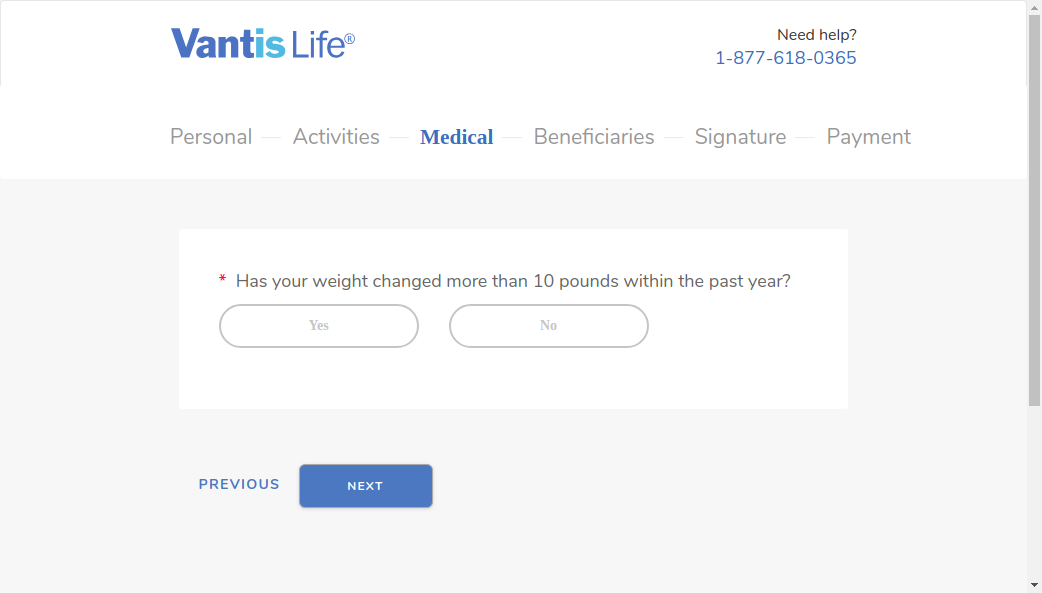 Vantis Life®
Need help?
1-877-618-0365
Personal Activities Medical Beneficiaries Signature Payment
* Has your weight changed more than 10 pounds within the past year?
Yes No
PREVIOUS NEXT